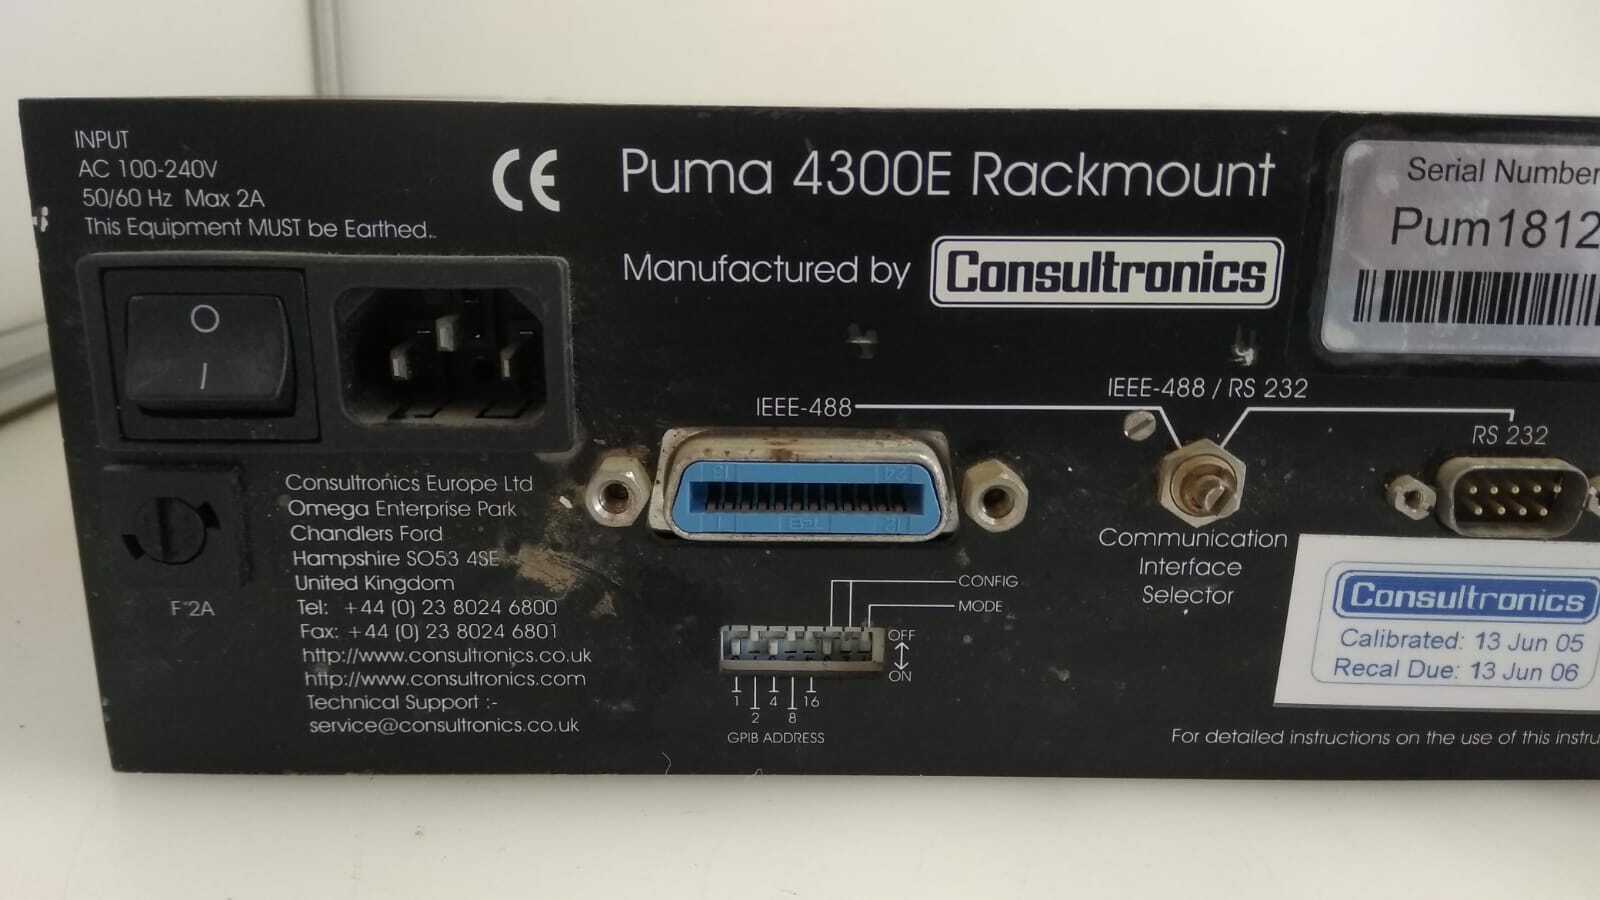 INPUT
AC 100-240V
50/60 Hz Max 2A
This Equipment MUST be Earthed.
CE
Puma 4300E Rackmount
Manufactured by Consultronics
Serial Number
Pum1812
O
I
IEEE-488
IEEE-488 / RS 232
RS 232
24
Communication
Interface
Selector
F 2A
Consultronics Europe Ltd
Omega Enterprise Park
Chandlers Ford
Hampshire SO53 4SE
United Kingdom
Tel: +44 (0) 23 8024 6800
Fax: +44 (0) 23 8024 6801
http://www.consultronics.co.uk
http://www.consultronics.com
Technical Support :-
service@consultronics.co.uk
CONFIG
MODE
OFF
ON
1 2 4 8 16
GPIB ADDRESS
Consultronics
Calibrated: 13 Jun 05
Recal Due: 13 Jun 06
For detailed instructions on the use of this instru